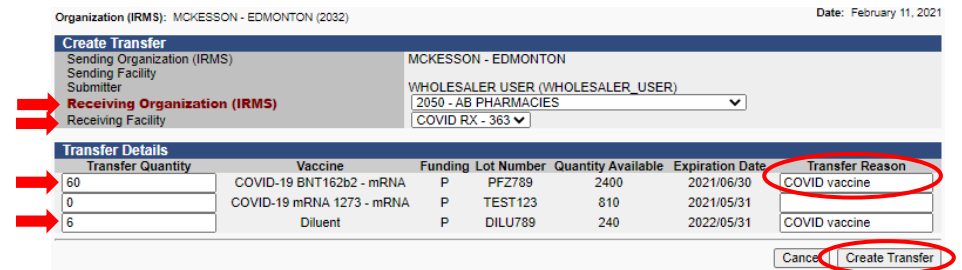 Organization (IRMS): MCKESSON - EDMONTON (2032) Date: February 11, 2021
Create Transfer
Sending Organization (IRMS) MCKESSON - EDMONTON
Sending Facility
Submitter WHOLESALER USER (WHOLESALER_USER)
Receiving Organization (IRMS) 2050 - AB PHARMACIES
Receiving Facility COVID RX - 363
Transfer Details
Transfer Quantity Vaccine Funding Lot Number Quantity Available Expiration Date Transfer Reason
60 COVID-19 BNT162b2 - mRNA P PFZ789 2400 2021/06/30 COVID vaccine
0 COVID-19 mRNA 1273 - mRNA P TEST123 810 2021/05/31
6 Diluent P DILU789 240 2022/05/31 COVID vaccine
Cancel Create Transfer